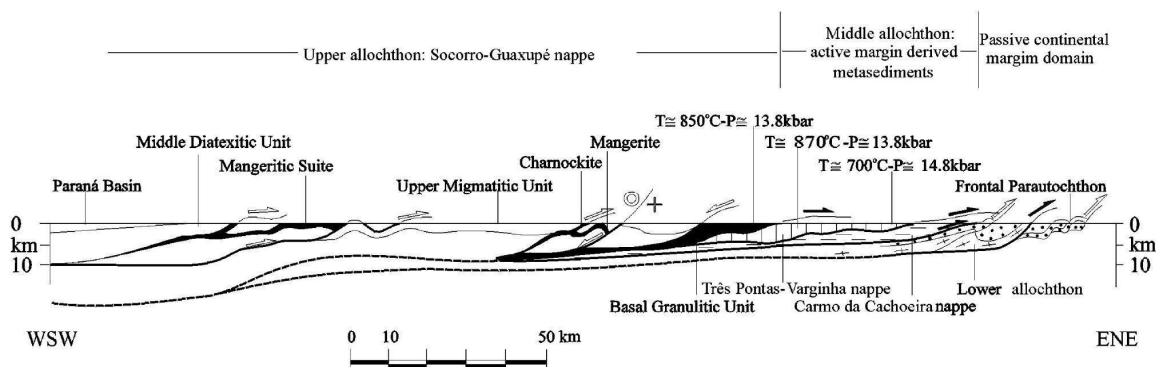 Upper allochthon: Socorro-Guaxupé nappe
Middle allochthon:
active margin derived
metasediments
Passive continental
margim domain
T≅ 850°C-P≅ 13.8kbar
T≅ 870°C-P≅13.8kbar
T≅ 700°C-P≅ 14.8kbar
Middle Diatexitic Unit
Mangeritic Suite
Paraná Basin
Upper Migmatitic Unit
Charnockite
Mangerite
Frontal Parautochthon
0
km
10
0
km
10
Três Pontas-Varginha nappe
Basal Granulitic Unit
Carmo da Cachoeira nappe
Lower allochthon
WSW
ENE
0 10 50 km